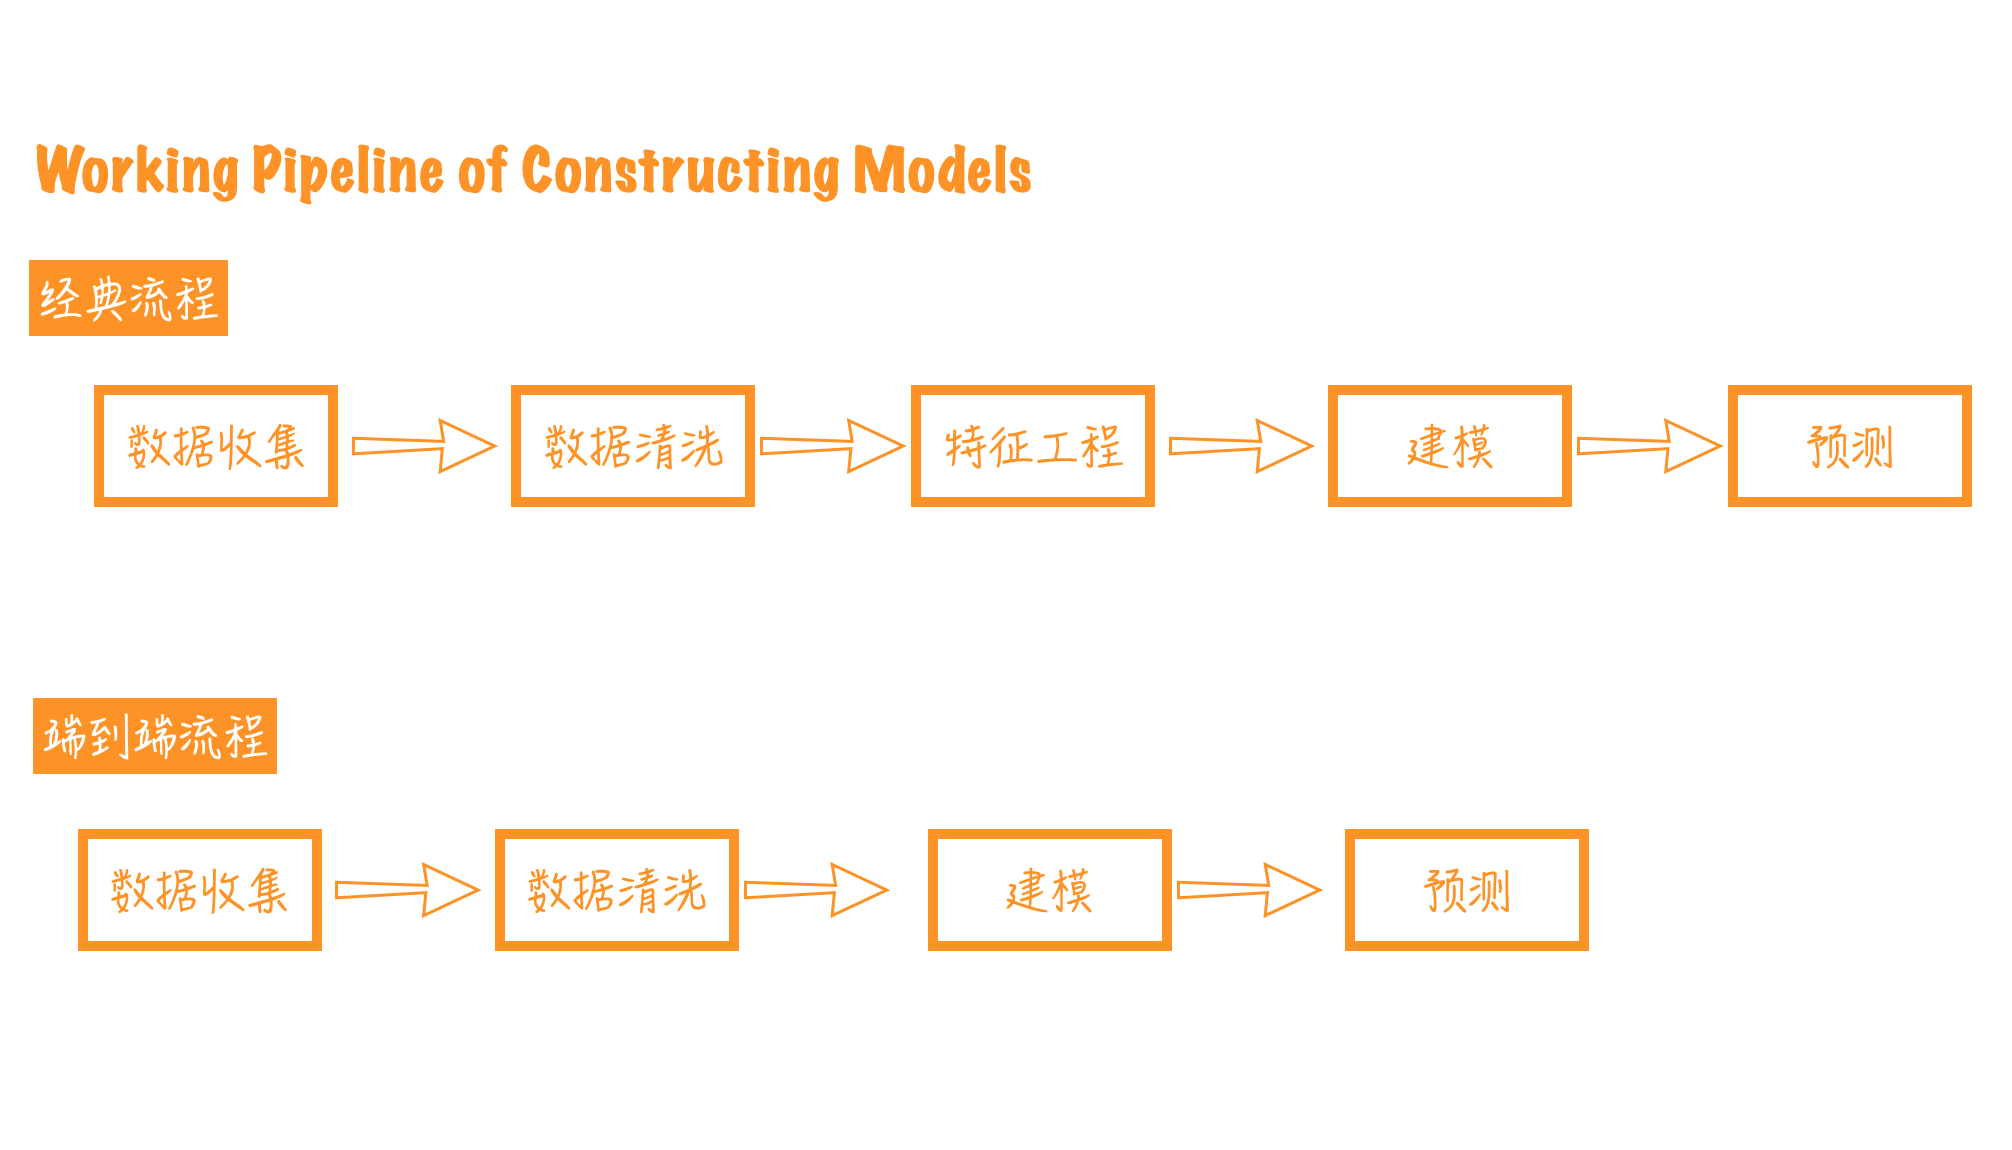 Working Pipeline of Constructing Models
经典流程
数据收集
数据清洗
特征工程
建模
预测
端到端流程
数据收集
数据清洗
建模
预测